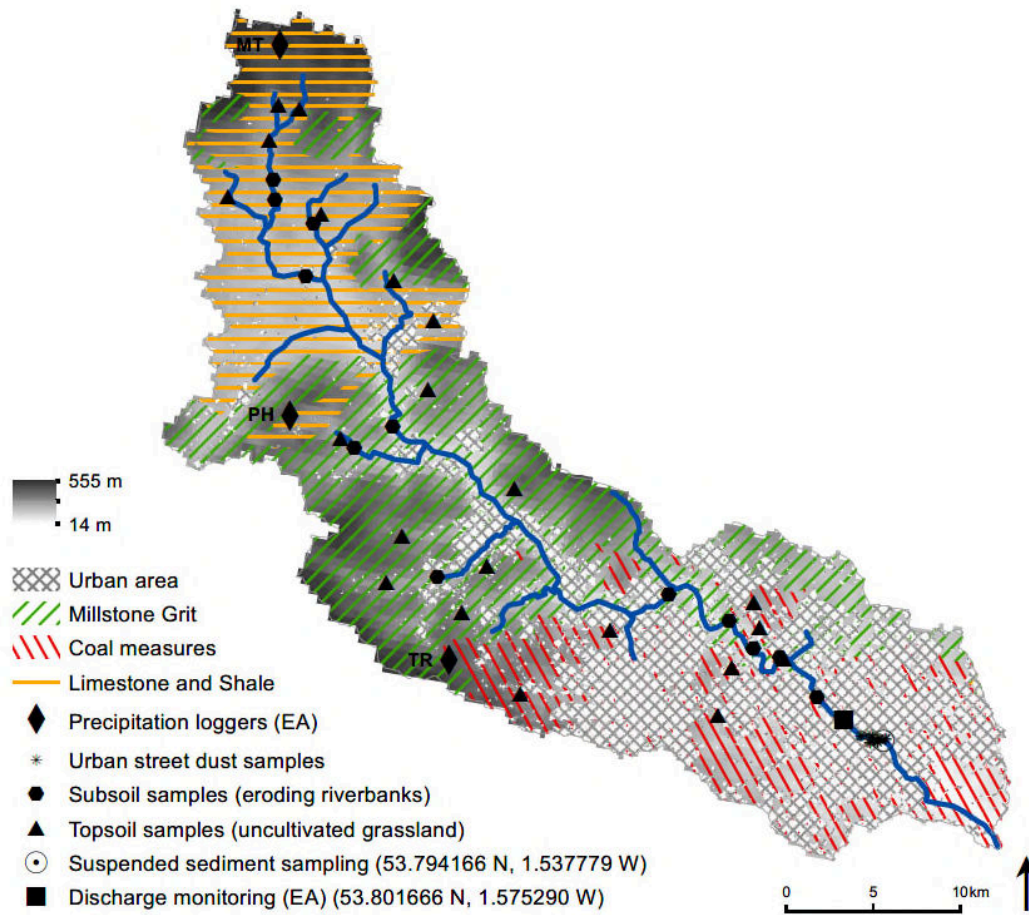 MT
PH
TR
555 m
14 m
Urban area
Millstone Grit
Coal measures
Limestone and Shale
Precipitation loggers (EA)
Urban street dust samples
Subsoil samples (eroding riverbanks)
Topsoil samples (uncultivated grassland)
Suspended sediment sampling (53.794166 N, 1.537779 W)
Discharge monitoring (EA) (53.801666 N, 1.575290 W)
0 5 10km